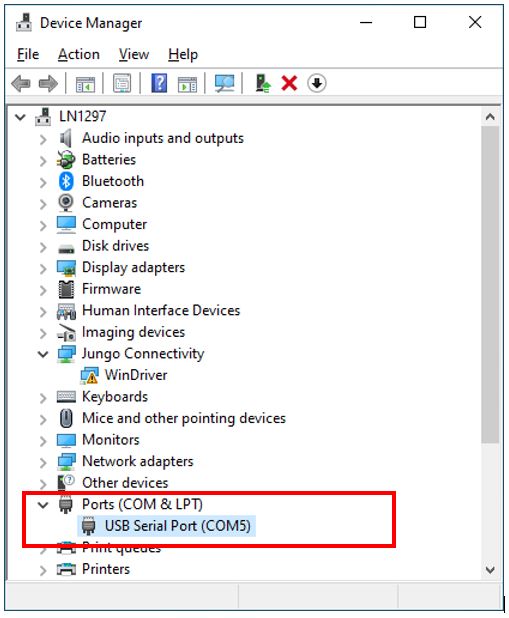 Device Manager
File Action View Help
LN1297
Audio inputs and outputs
Batteries
Bluetooth
Cameras
Computer
Disk drives
Display adapters
Firmware
Human Interface Devices
Imaging devices
Jungo Connectivity
WinDriver
Keyboards
Mice and other pointing devices
Monitors
Network adapters
Other devices
Ports (COM & LPT)
USB Serial Port (COM5)
Print queues
Printers